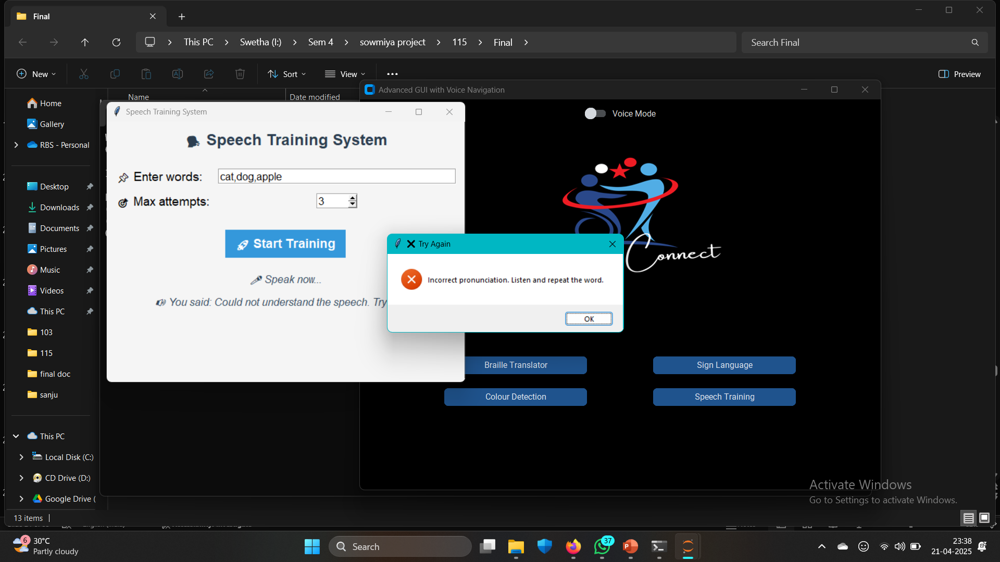 Final
This PC
Swetha (I:)
Sem 4
sowmiya project
115
Final
Search Final
New
Sort
View
Preview
Name
Date modified
Home
Gallery
RBS - Personal
Desktop
Downloads
Documents
Pictures
Music
Videos
This PC
103
115
final doc
sanju
This PC
Local Disk (C:)
CD Drive (D:)
Google Drive (
13 items
Speech Training System
Speech Training System
Enter words:
cat,dog,apple
Max attempts:
3
Start Training
Speak now...
You said: Could not understand the speech. Try
Advanced GUI with Voice Navigation
Voice Mode
Connect
Try Again
Incorrect pronunciation. Listen and repeat the word.
OK
Braille Translator
Sign Language
Colour Detection
Speech Training
Activate Windows
Go to Settings to activate Windows.
6
30°C
Partly cloudy
Search
37
23:38
21-04-2025